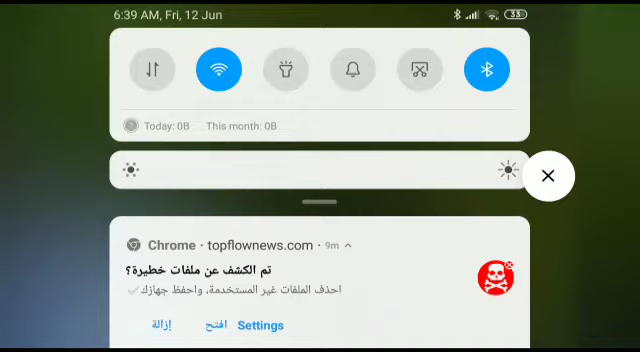 6:39 AM, Fri, 12 Jun
33
Today: 0B This month: 0B
Chrome · topflownews.com · 9m
تم الكشف عن ملفات خطيرة؟
احذف الملفات غير المستخدمة، واحفظ جهازك✓
إزالة افتح Settings